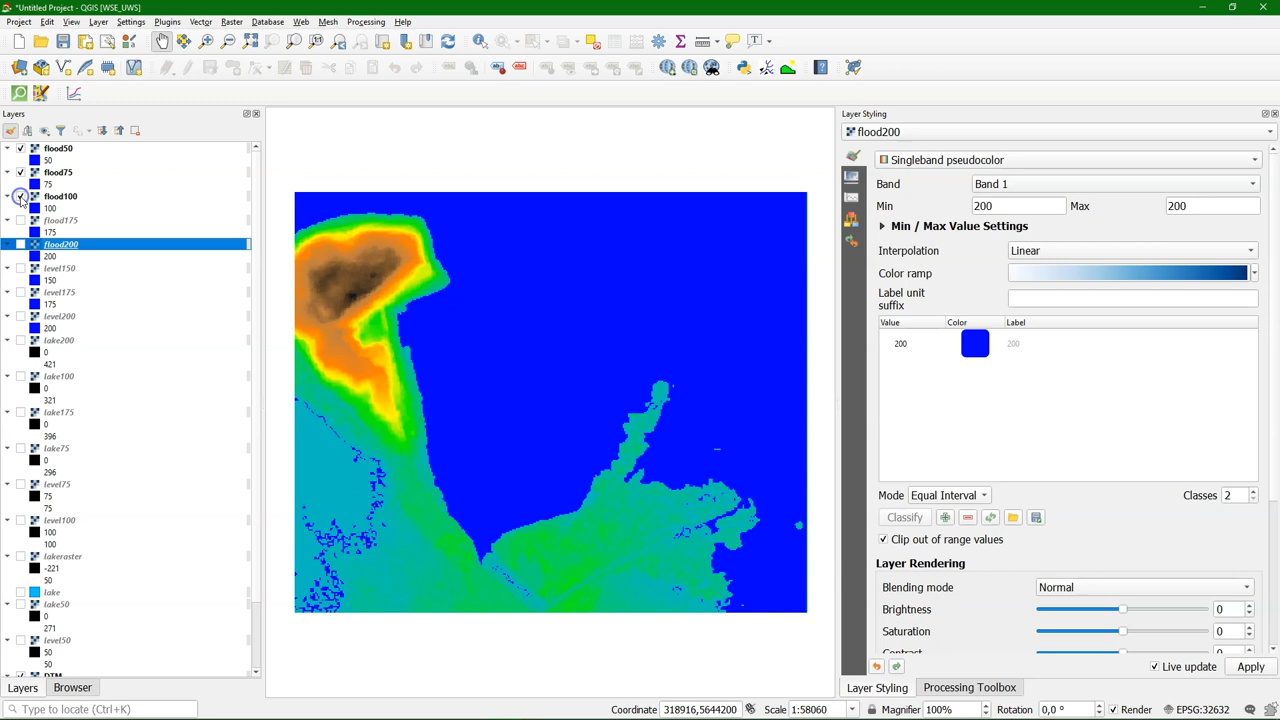 *Untitled Project - QGIS [WSE_UWS]
Project Edit View Layer Settings Plugins Vector Raster Database Web Mesh Processing Help
Layers
flood50
50
flood75
75
flood100
100
flood175
175
flood200
200
level150
150
level175
175
level200
200
lake200
0
421
lake100
0
321
lake175
0
396
lake75
0
296
level75
75
75
level100
100
100
lakeraster
-221
50
lake
lake50
0
271
level50
50
50
DTM
Layers Browser
Type to locate (Ctrl+K)
Layer Styling
flood200
Singleband pseudocolor
Band Band 1
Min 200 Max 200
Min / Max Value Settings
Interpolation Linear
Color ramp
Label unit
suffix
Value Color Label
200 200
Mode Equal Interval Classes 2
Classify
Clip out of range values
Layer Rendering
Blending mode Normal
Brightness 0
Saturation 0
Contrast 0
Live update Apply
Layer Styling Processing Toolbox
Coordinate 318916,5644200 Scale 1:58060 Magnifier 100% Rotation 0,0 ° Render EPSG:32632